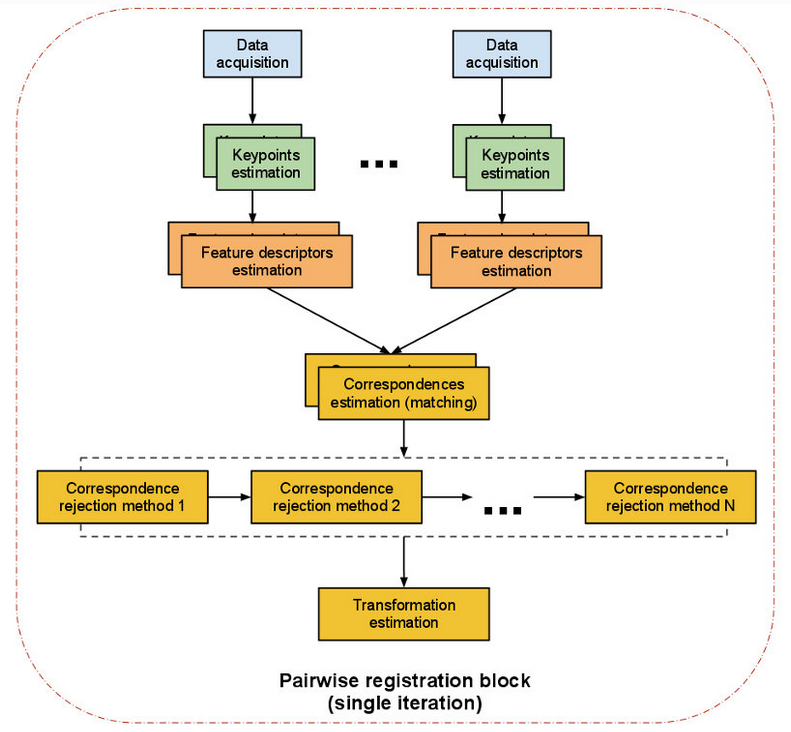 Data
acquisition
Data
acquisition
Keypoints
estimation
Keypoints
estimation
Feature descriptors
estimation
Feature descriptors
estimation
Correspondences
estimation (matching)
Correspondence
rejection method 1
Correspondence
rejection method 2
Correspondence
rejection method N
Transformation
estimation
Pairwise registration block
(single iteration)